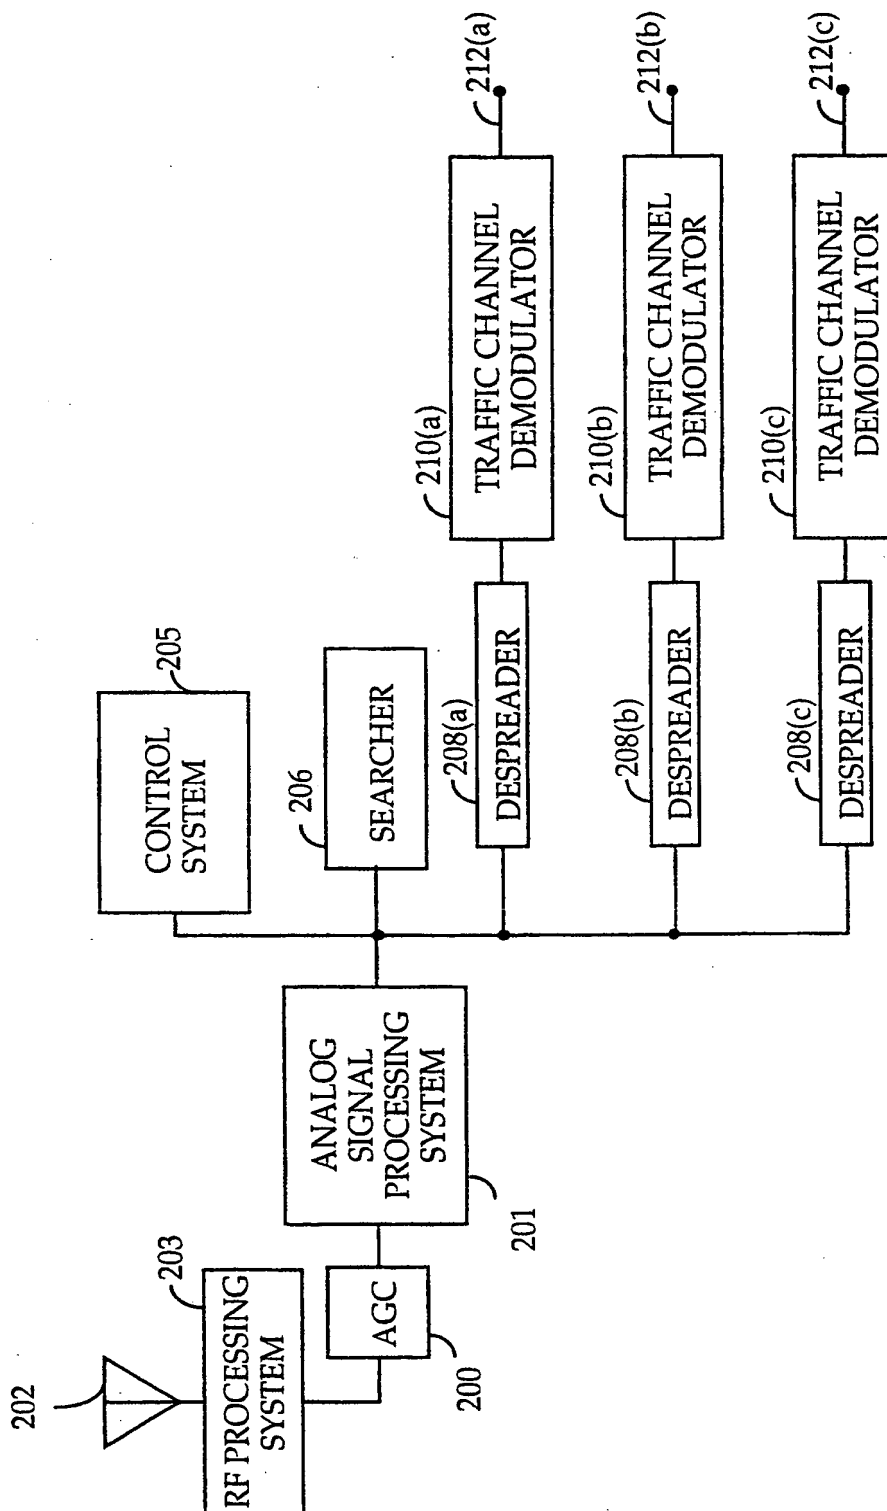 202
203
RF PROCESSING
SYSTEM
AGC
200
ANALOG
SIGNAL
PROCESSING
SYSTEM
201
CONTROL
SYSTEM
205
206
SEARCHER
208(a)
DESPREADER
210(a)
TRAFFIC CHANNEL
DEMODULATOR
212(a)
208(b)
DESPREADER
210(b)
TRAFFIC CHANNEL
DEMODULATOR
212(b)
208(c)
DESPREADER
210(c)
TRAFFIC CHANNEL
DEMODULATOR
212(c)